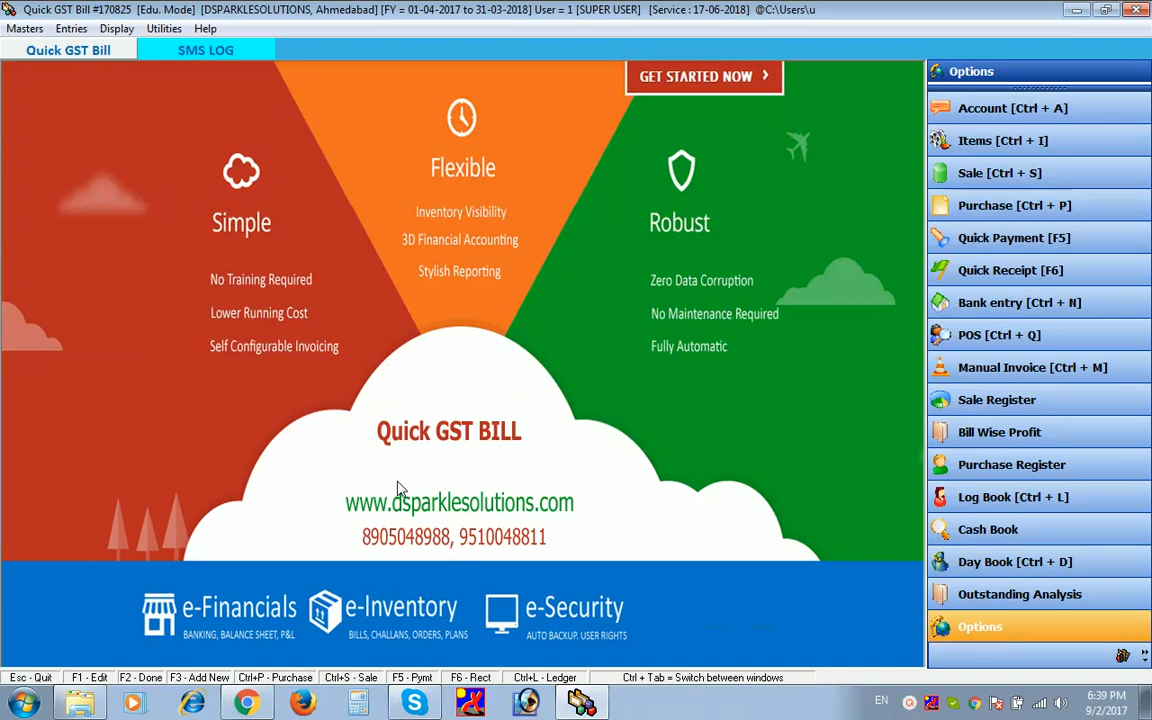 Quick GST Bill #170825 [Edu. Mode] [DSPARKLESOLUTIONS, Ahmedabad] [FY = 01-04-2017 to 31-03-2018] User = 1 [SUPER USER] [Service : 17-06-2018] @C:\Users\u
Masters Entries Display Utilities Help
Quick GST Bill SMS LOG
GET STARTED NOW
Options
Account [Ctrl + A]
Items [Ctrl + I]
Sale [Ctrl + S]
Purchase [Ctrl + P]
Quick Payment [F5]
Quick Receipt [F6]
Bank entry [Ctrl + N]
POS [Ctrl + Q]
Manual Invoice [Ctrl + M]
Sale Register
Bill Wise Profit
Purchase Register
Log Book [Ctrl + L]
Cash Book
Day Book [Ctrl + D]
Outstanding Analysis
Options
Simple
No Training Required
Lower Running Cost
Self Configurable Invoicing
Flexible
Inventory Visibility
3D Financial Accounting
Stylish Reporting
Robust
Zero Data Corruption
No Maintenance Required
Fully Automatic
Quick GST BILL
www.dsparklesolutions.com
8905048988, 9510048811
e-Financials
BANKING, BALANCE SHEET, P&L
e-Inventory
BILLS, CHALLANS, ORDERS, PLANS
e-Security
AUTO BACKUP. USER RIGHTS
Esc - Quit F1 - Edit F2 - Done F3 - Add New Ctrl+P - Purchase Ctrl+S - Sale F5 - Pymt F6 - Rect Ctrl+L - Ledger Ctrl + Tab = Switch between windows
EN
6:39 PM
9/2/2017